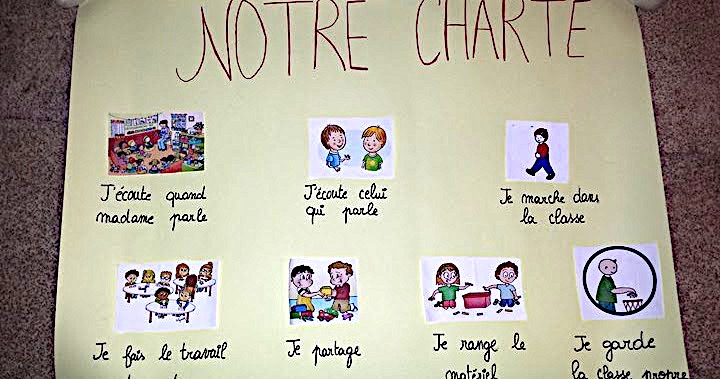 NOTRE CHARTE
J'écoute quand
madame parle
J'écoute celui
qui parle
Je marche dans
la classe
Je fais le travail
Je partage
Je range le
matériel
Je garde
la classe propre